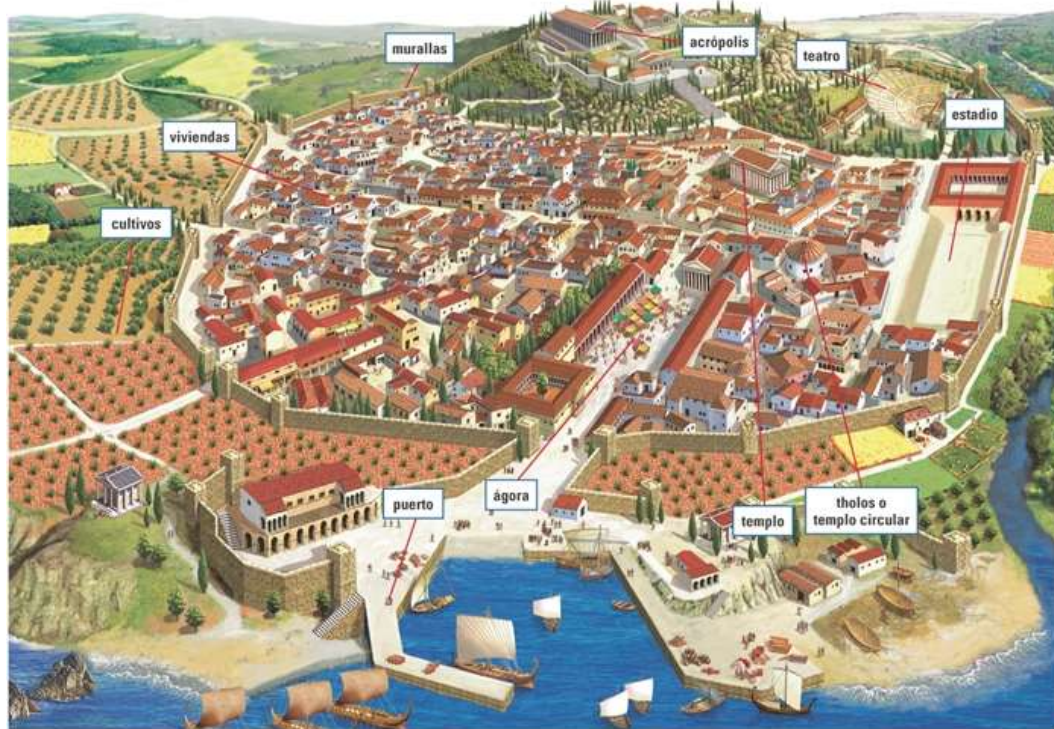 acrópolis
murallas
teatro
estadio
viviendas
cultivos
puerto
ágora
templo
tholos o
templo circular